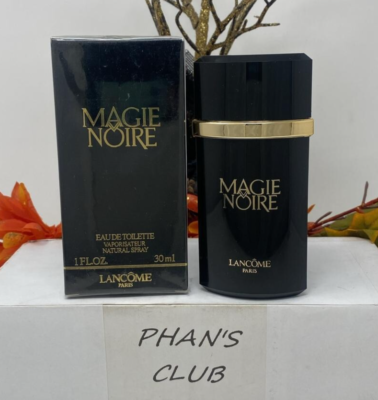 MAGIE
NOIRE
EAU DE TOILETTE
VAPORISATEUR
NATURAL SPRAY
1 FL.OZ. 30 ml
LANCÔME
PARIS
MAGIE
NOIRE
LANCÔME
PARIS
PHAN'S
CLUB